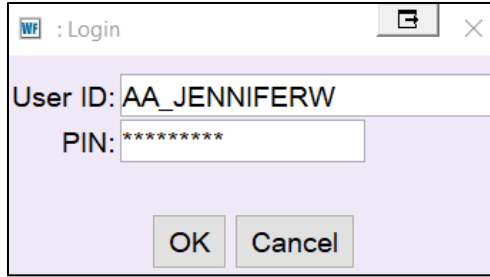 WF : Login
User ID: AA_JENNIFERW
PIN: *********
OK Cancel